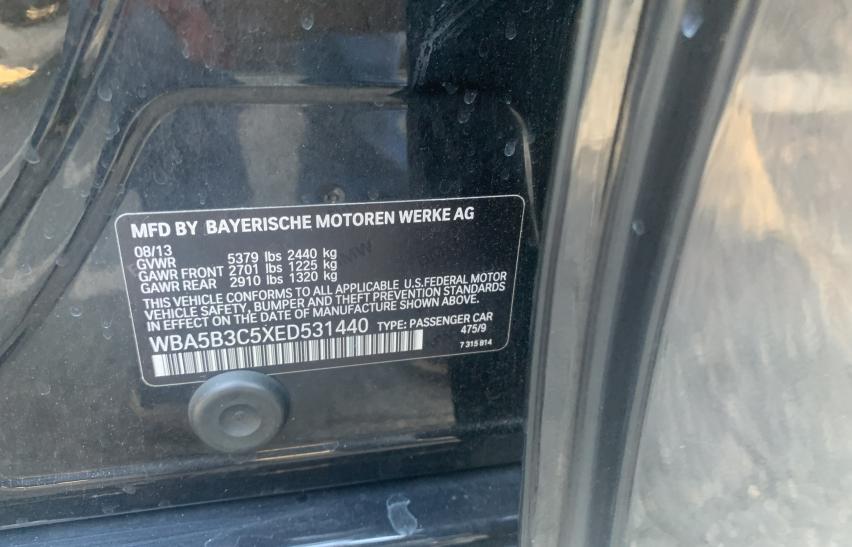 MFD BY BAYERISCHE MOTOREN WERKE AG
08/13
GVWR 5379 lbs 2440 kg
GAWR FRONT 2701 lbs 1225 kg
GAWR REAR 2910 lbs 1320 kg
THIS VEHICLE CONFORMS TO ALL APPLICABLE U.S.FEDERAL MOTOR
VEHICLE SAFETY, BUMPER AND THEFT PREVENTION STANDARDS
IN EFFECT ON THE DATE OF MANUFACTURE SHOWN ABOVE.
WBA5B3C5XED531440 TYPE: PASSENGER CAR
475/9
7 315 814